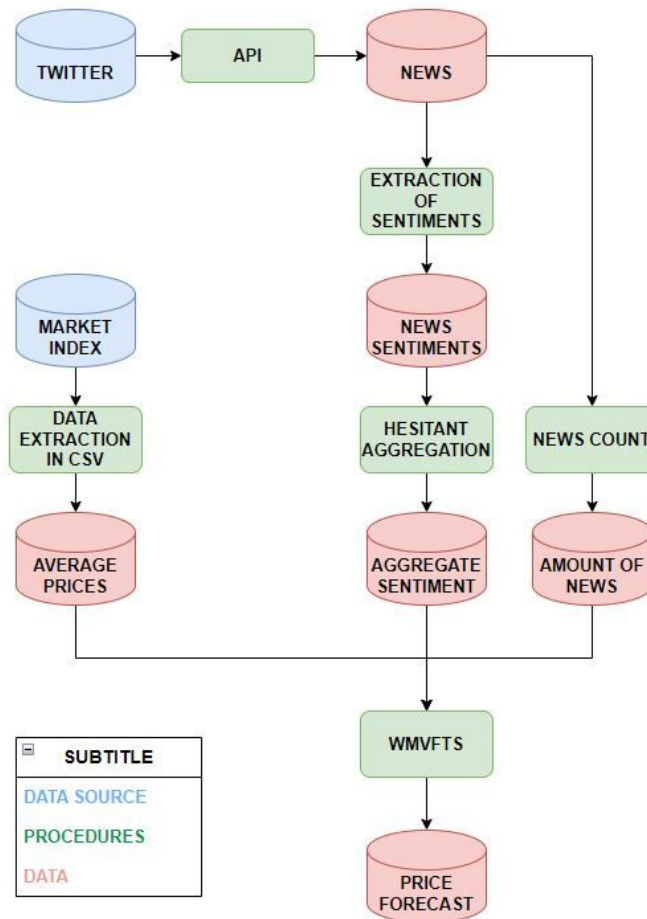 TWITTER
API
NEWS
EXTRACTION
OF
SENTIMENTS
MARKET
INDEX
NEWS
SENTIMENTS
DATA
EXTRACTION
IN CSV
HESITANT
AGGREGATION
NEWS COUNT
AVERAGE
PRICES
AGGREGATE
SENTIMENT
AMOUNT OF
NEWS
WMVFTS
SUBTITLE
DATA SOURCE
PROCEDURES
DATA
PRICE
FORECAST